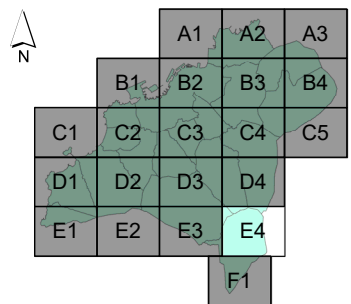 A1 A2 A3
N
B1 B2 B3 B4
C1 C2 C3 C4 C5
D1 D2 D3 D4
E1 E2 E3 E4
F1